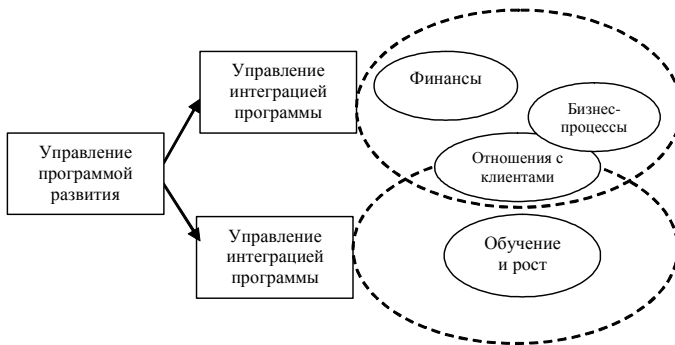 Управление
интеграцией
программы
Финансы
Бизнес-
процессы
Управление
программой
развития
Отношения с
клиентами
Управление
интеграцией
программы
Обучение
и рост